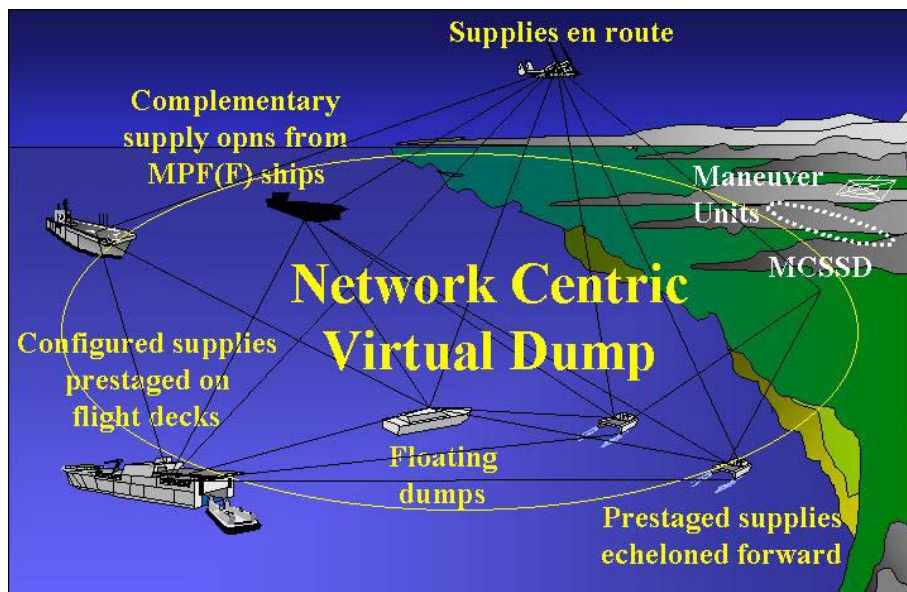 Supplies en route
Complementary
supply opns from
MPF(F) ships
Maneuver
Units
MCSSD
Network Centric
Virtual Dump
Configured supplies
prestaged on
flight decks
Floating
dumps
Prestaged supplies
echeloned forward